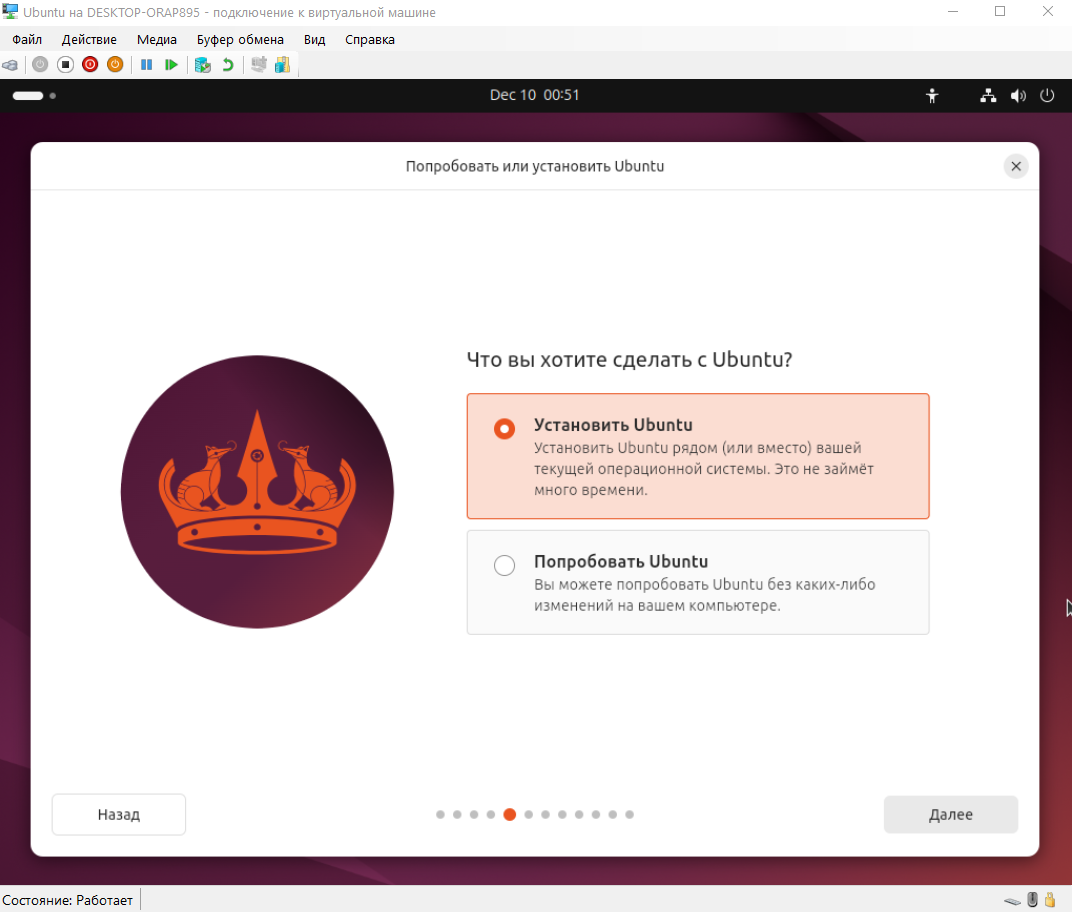 Ubuntu на DESKTOP-ORAP895 - подключение к виртуальной машине
Файл Действие Медиа Буфер обмена Вид Справка
Dec 10 00:51
Попробовать или установить Ubuntu
Что вы хотите сделать с Ubuntu?
Установить Ubuntu
Установить Ubuntu рядом (или вместо) вашей
текущей операционной системы. Это не займёт
много времени.
Попробовать Ubuntu
Вы можете попробовать Ubuntu без каких-либо
изменений на вашем компьютере.
Назад
Далее
Состояние: Работает